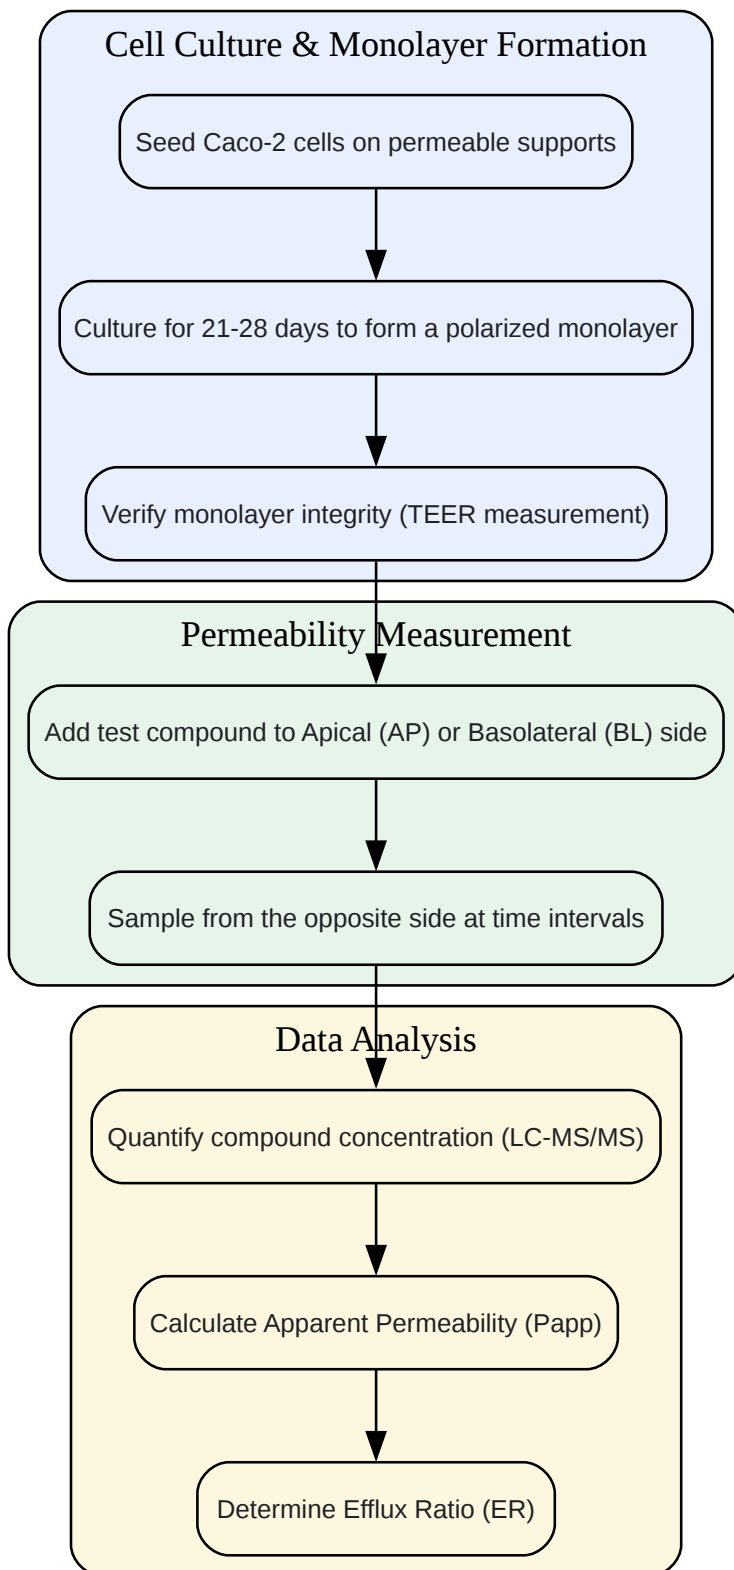 Cell Culture & Monolayer Formation
Seed Caco-2 cells on permeable supports
Culture for 21-28 days to form a polarized monolayer
Verify monolayer integrity (TEER measurement)
Permeability Measurement
Add test compound to Apical (AP) or Basolateral (BL) side
Sample from the opposite side at time intervals
Data Analysis
Quantify compound concentration (LC-MS/MS)
Calculate Apparent Permeability (Papp)
Determine Efflux Ratio (ER)